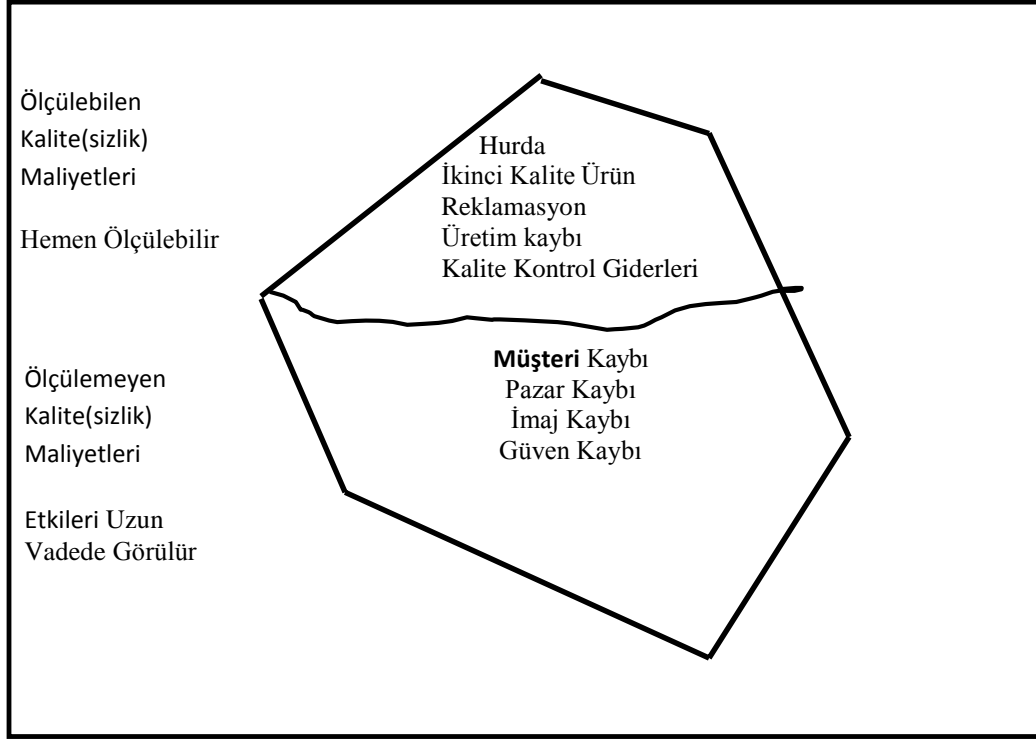 Ölçülebilen
Kalite(sizlik)
Maliyetleri
Hemen Ölçülebilir
Hurda
İkinci Kalite Ürün
Reklamasyon
Üretim kaybı
Kalite Kontrol Giderleri
Ölçülemeyen
Kalite(sizlik)
Maliyetleri
Etkileri Uzun
Vadede Görülür
Müşteri Kaybı
Pazar Kaybı
İmaj Kaybı
Güven Kaybı